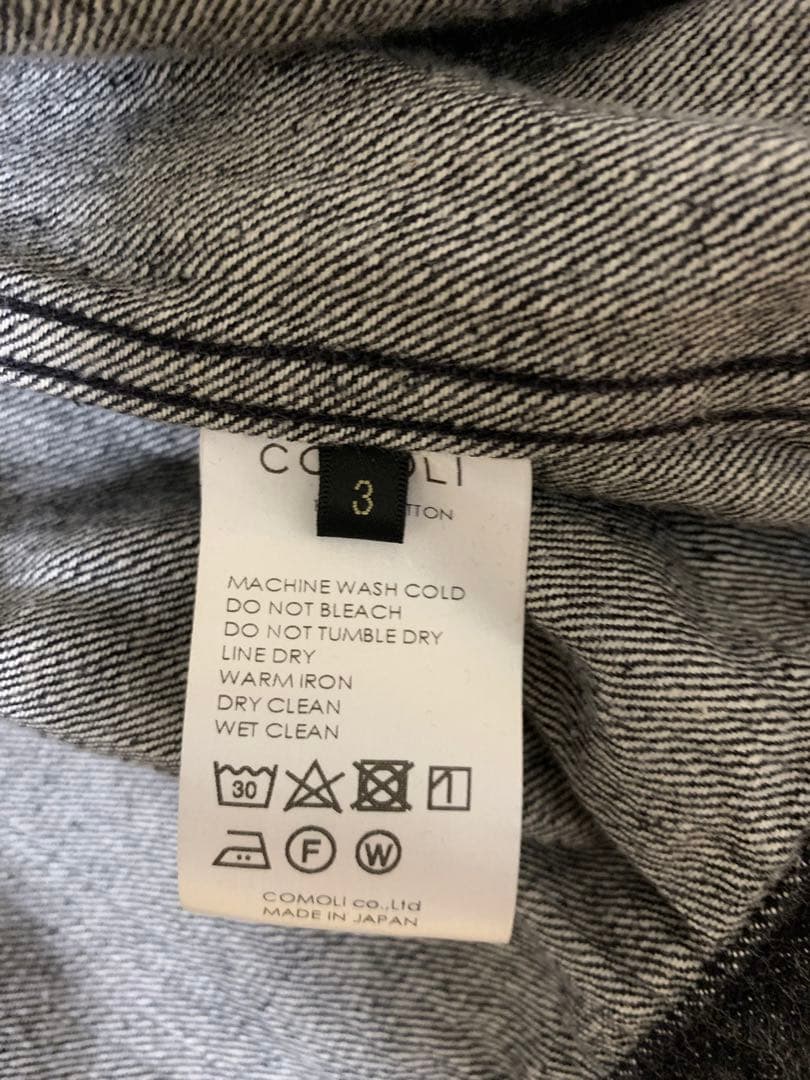 3
MACHINE WASH COLD
DO NOT BLEACH
DO NOT TUMBLE DRY
LINE DRY
WARM IRON
DRY CLEAN
WET CLEAN
30
F W
COMOLI co.,Ltd
MADE IN JAPAN